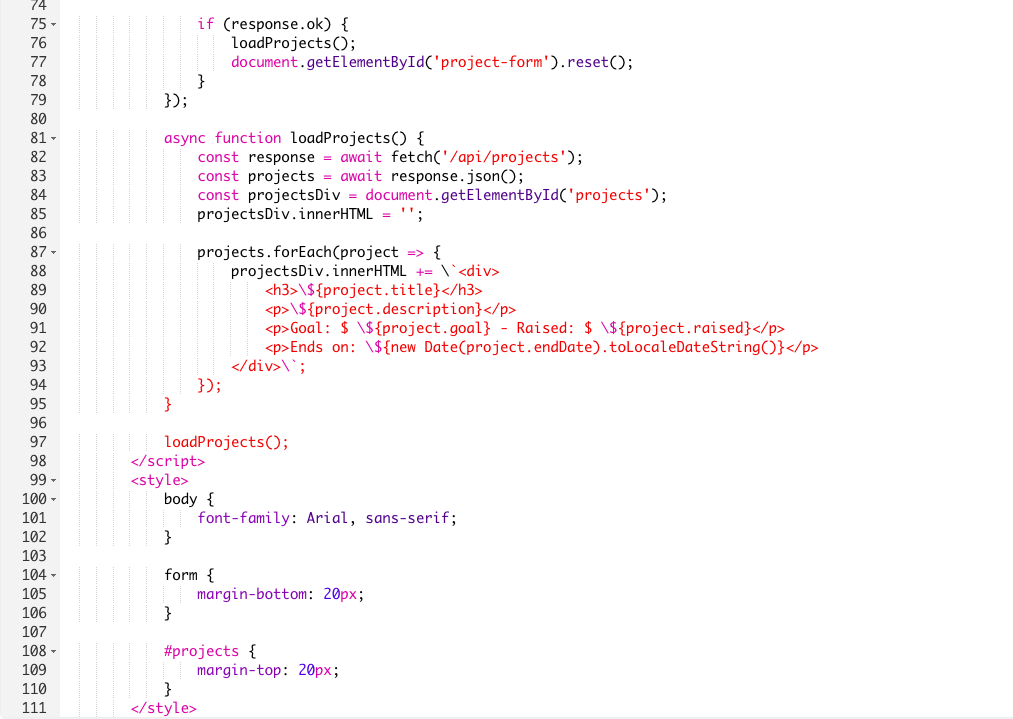 74
75 if (response.ok) {
76 loadProjects();
77 document.getElementById('project-form').reset();
78 }
79 });
80
81 async function loadProjects() {
82 const response = await fetch('/api/projects');
83 const projects = await response.json();
84 const projectsDiv = document.getElementById('projects');
85 projectsDiv.innerHTML = '';
86
87 projects.forEach(project => {
88 projectsDiv.innerHTML += \`<div>
89 <h3>\${project.title}</h3>
90 <p>\${project.description}</p>
91 <p>Goal: $ \${project.goal} - Raised: $ \${project.raised}</p>
92 <p>Ends on: \${new Date(project.endDate).toLocaleDateString()}</p>
93 </div>\`;
94 });
95 }
96
97 loadProjects();
98 </script>
99 <style>
100 body {
101 font-family: Arial, sans-serif;
102 }
103
104 form {
105 margin-bottom: 20px;
106 }
107
108 #projects {
109 margin-top: 20px;
110 }
111 </style>